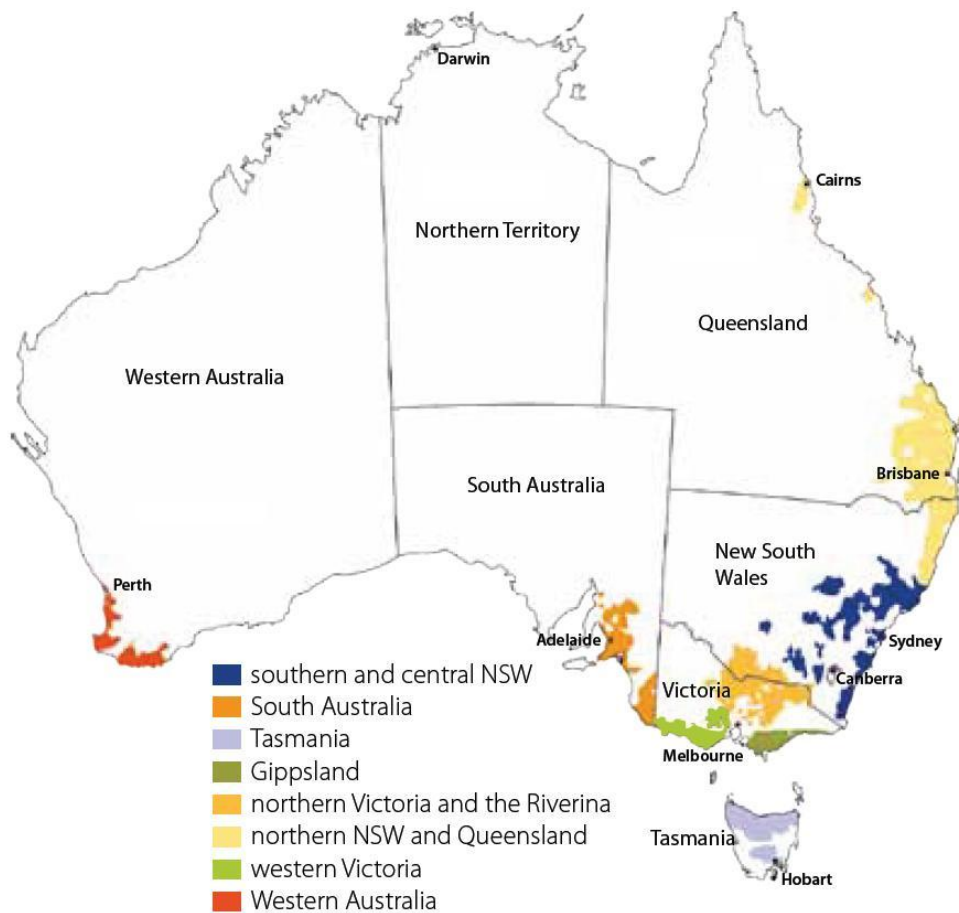 Darwin
Cairns
Northern Territory
Queensland
Western Australia
Brisbane
South Australia
New South
Wales
Perth
Adelaide
Sydney
Canberra
Victoria
Melbourne
Tasmania
Hobart
southern and central NSW
South Australia
Tasmania
Gippsland
northern Victoria and the Riverina
northern NSW and Queensland
western Victoria
Western Australia